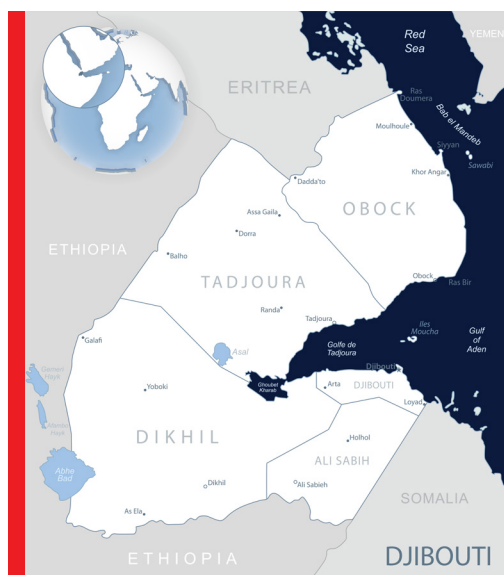 Red
Sea
YEMEN
ERITREA
Ras
Doumera
Bab el Mandeb
Moulhoule
Siyyan
Sawabi
Khor Angar
Dadda'to
OBOCK
Assa Gaila
Dorra
ETHIOPIA
Balho
TADJOURA
Obock
Ras Bir
Randa
Tadjoura
Iles
Moucha
Gulf
of
Aden
Golfe de
Tadjoura
Galafi
Asal
Ghoubet
Kharab
Djibouti
DJIBOUTI
Arta
Loyad
Yoboki
DIKHIL
Holhol
ALI SABIH
Abhe
Bad
Dikhil
Ali Sabieh
As Ela
SOMALIA
ETHIOPIA
DJIBOUTI